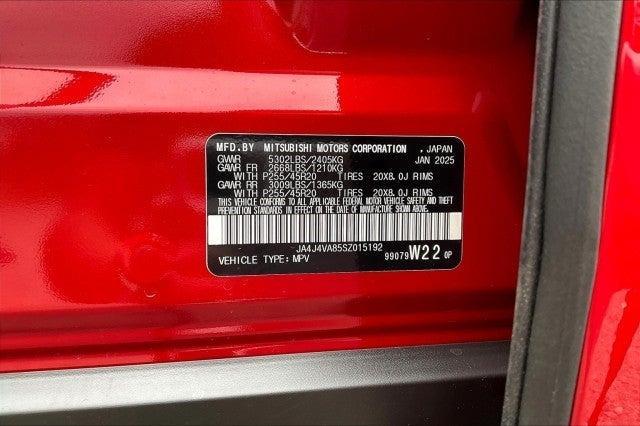 MFD.BY MITSUBISHI MOTORS CORPORATION , JAPAN
GVWR 5302LBS/2405KG JAN 2025
GAWR FR 2668LBS/1210KG
WITH P255/45R20 TIRES 20X8.0J RIMS
GAWR RR 3009LBS/1365KG
WITH P255/45R20 TIRES 20X8.0J RIMS
THIS VEHICLE CONFORMS TO ALL APPLICABLE FEDERAL MOTOR VEHICLE SAFETY AND THEFT
PREVENTION STANDARDS IN EFFECT ON THE DATE OF MANUFACTURE SHOWN ABOVE.
JA4J4VA85SZ015192
VEHICLE TYPE: MPV 99079 W22 0P